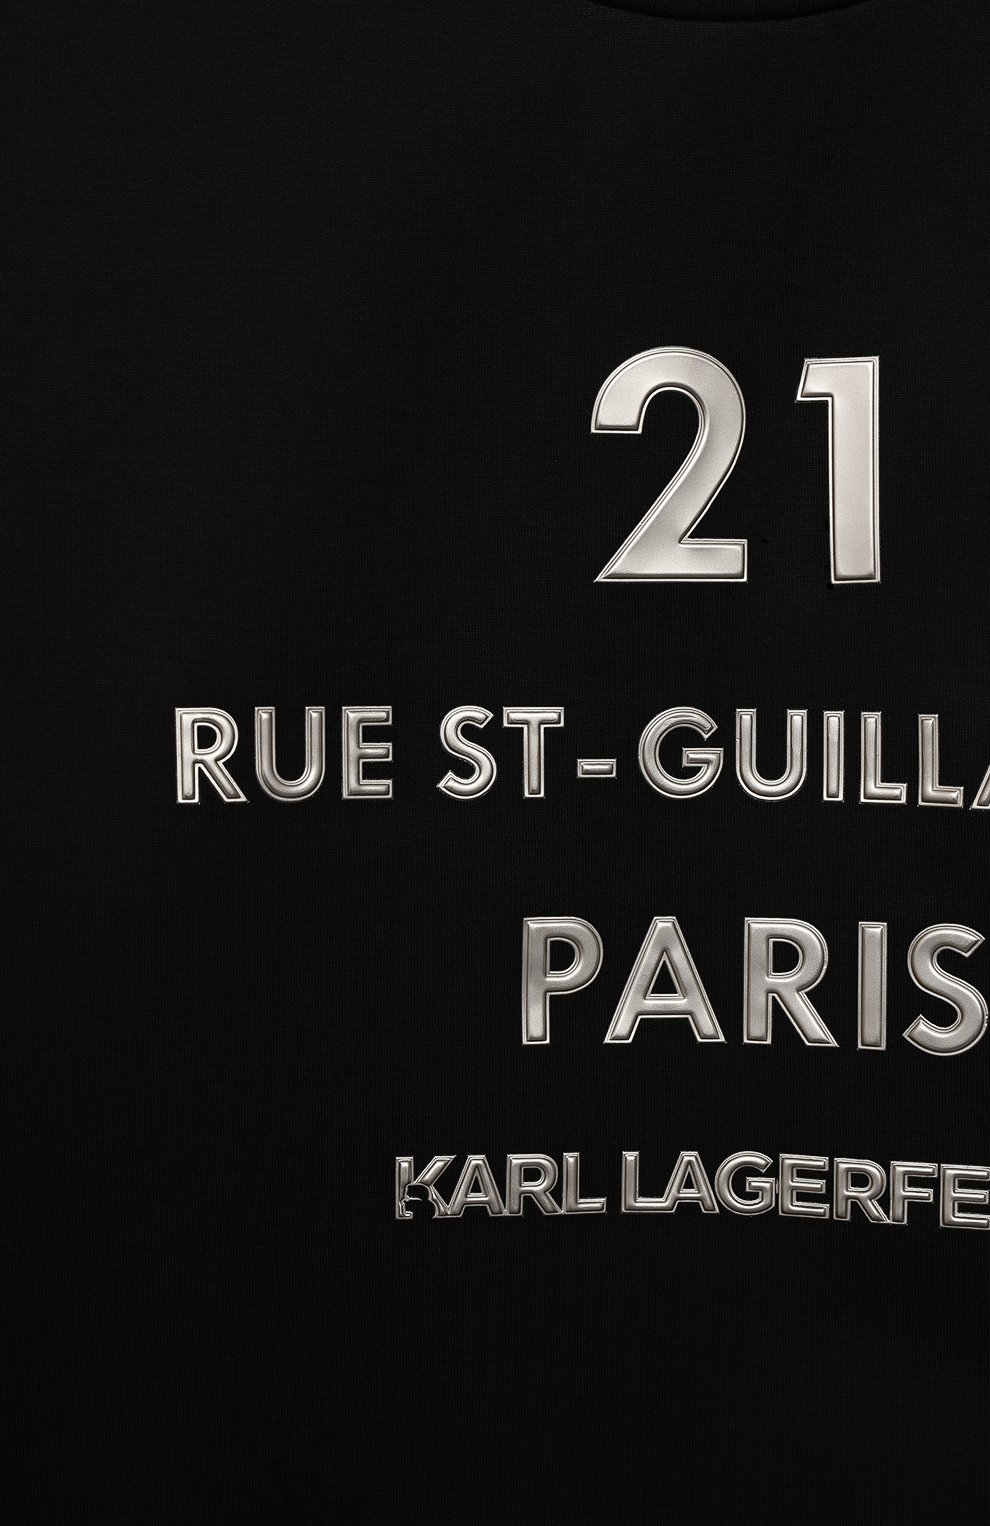 21
RUE ST-GUILLA
PARIS
KARL LAGERFE